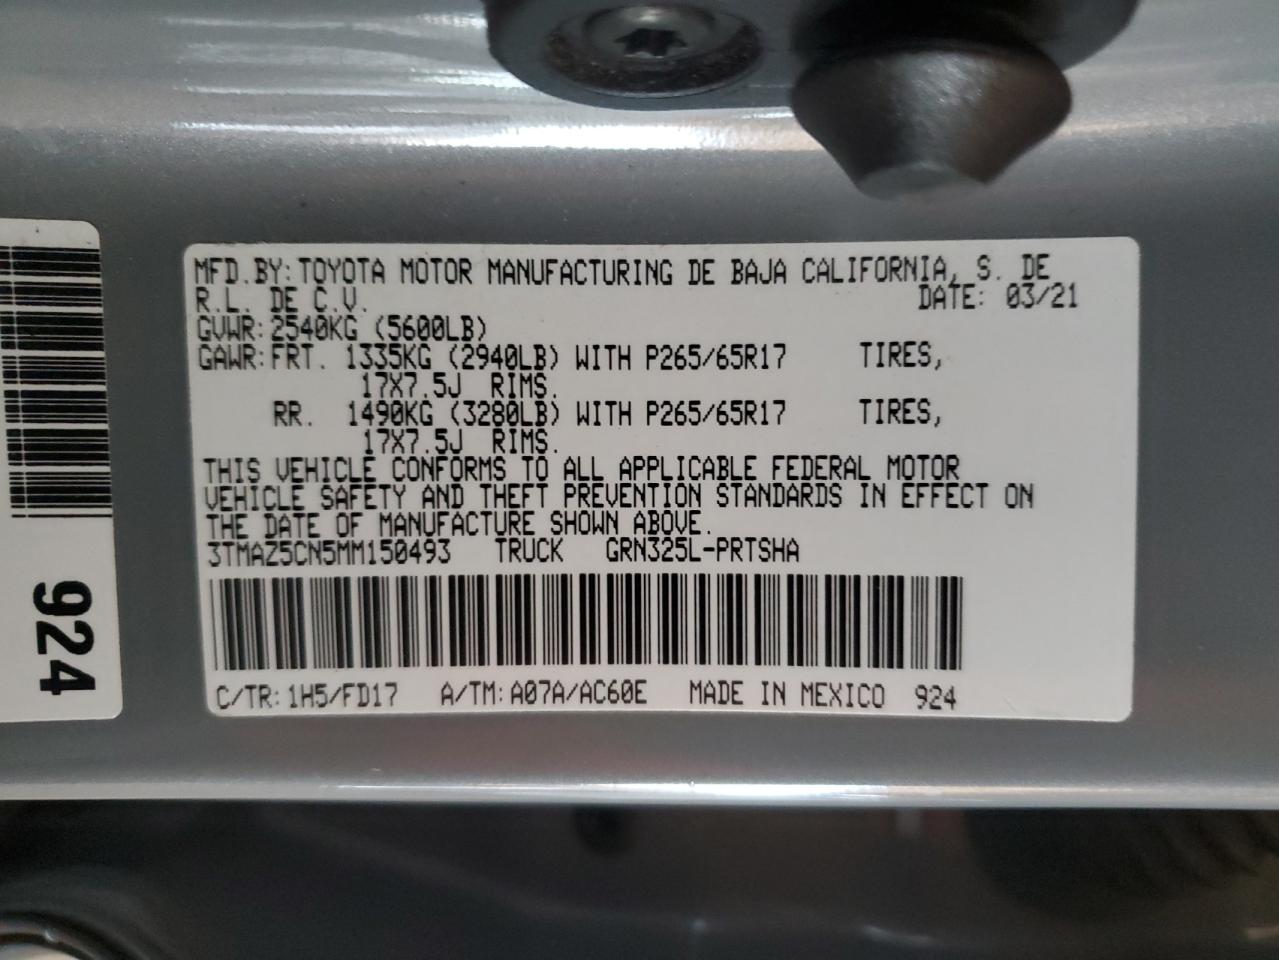 MFD.BY:TOYOTA MOTOR MANUFACTURING DE BAJA CALIFORNIA, S. DE
R.L. DE C.V. DATE: 03/21
GVWR:2540KG (5600LB)
GAWR:FRT. 1335KG (2940LB) WITH P265/65R17 TIRES,
17X7.5J RIMS.
RR. 1490KG (3280LB) WITH P265/65R17 TIRES,
17X7.5J RIMS.
THIS VEHICLE CONFORMS TO ALL APPLICABLE FEDERAL MOTOR
VEHICLE SAFETY AND THEFT PREVENTION STANDARDS IN EFFECT ON
THE DATE OF MANUFACTURE SHOWN ABOVE.
3TMAZ5CN5MM150493 TRUCK GRN325L-PRTSHA
C/TR:1H5/FD17 A/TM:A07A/AC60E MADE IN MEXICO 924
924